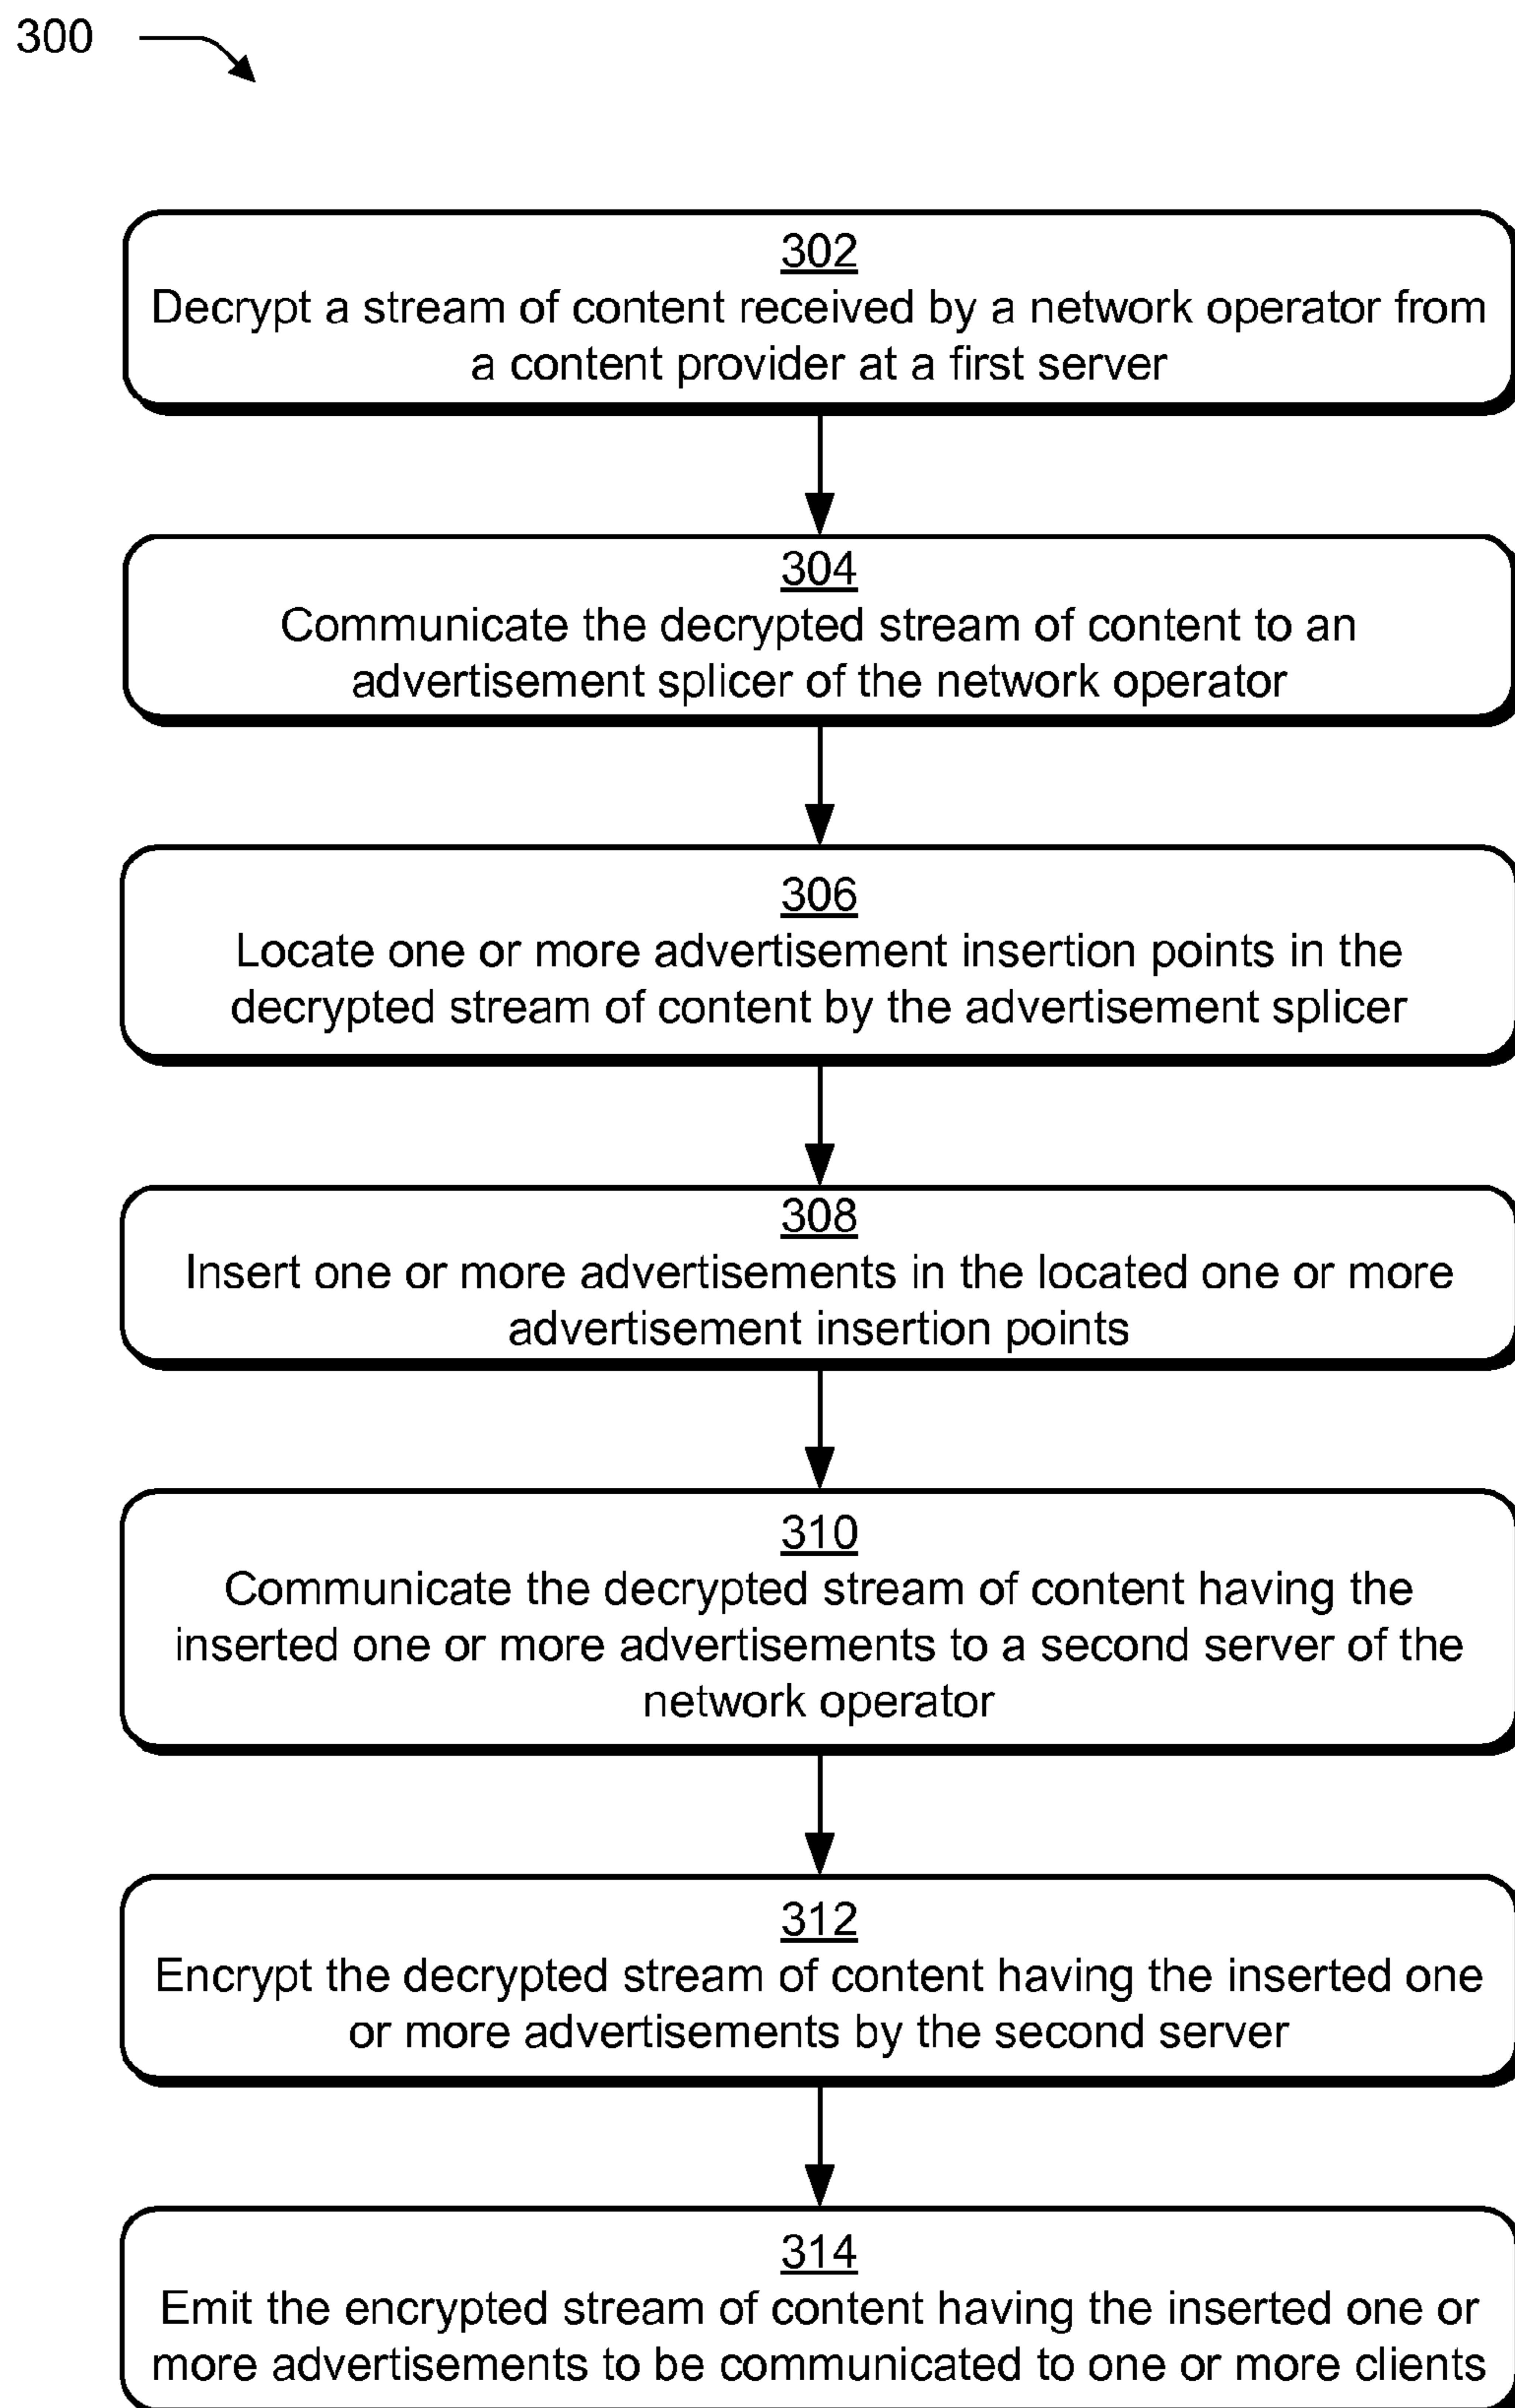 300
302
Decrypt a stream of content received by a network operator from
a content provider at a first server
304
Communicate the decrypted stream of content to an
advertisement splicer of the network operator
306
Locate one or more advertisement insertion points in the
decrypted stream of content by the advertisement splicer
308
Insert one or more advertisements in the located one or more
advertisement insertion points
310
Communicate the decrypted stream of content having the
inserted one or more advertisements to a second server of the
network operator
312
Encrypt the decrypted stream of content having the inserted one
or more advertisements by the second server
314
Emit the encrypted stream of content having the inserted one or
more advertisements to be communicated to one or more clients